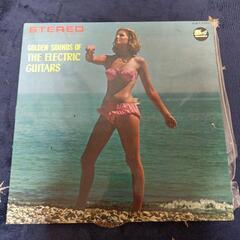 STEREO
GOLDEN SOUNDS OF
THE ELECTRIC
GUITARS